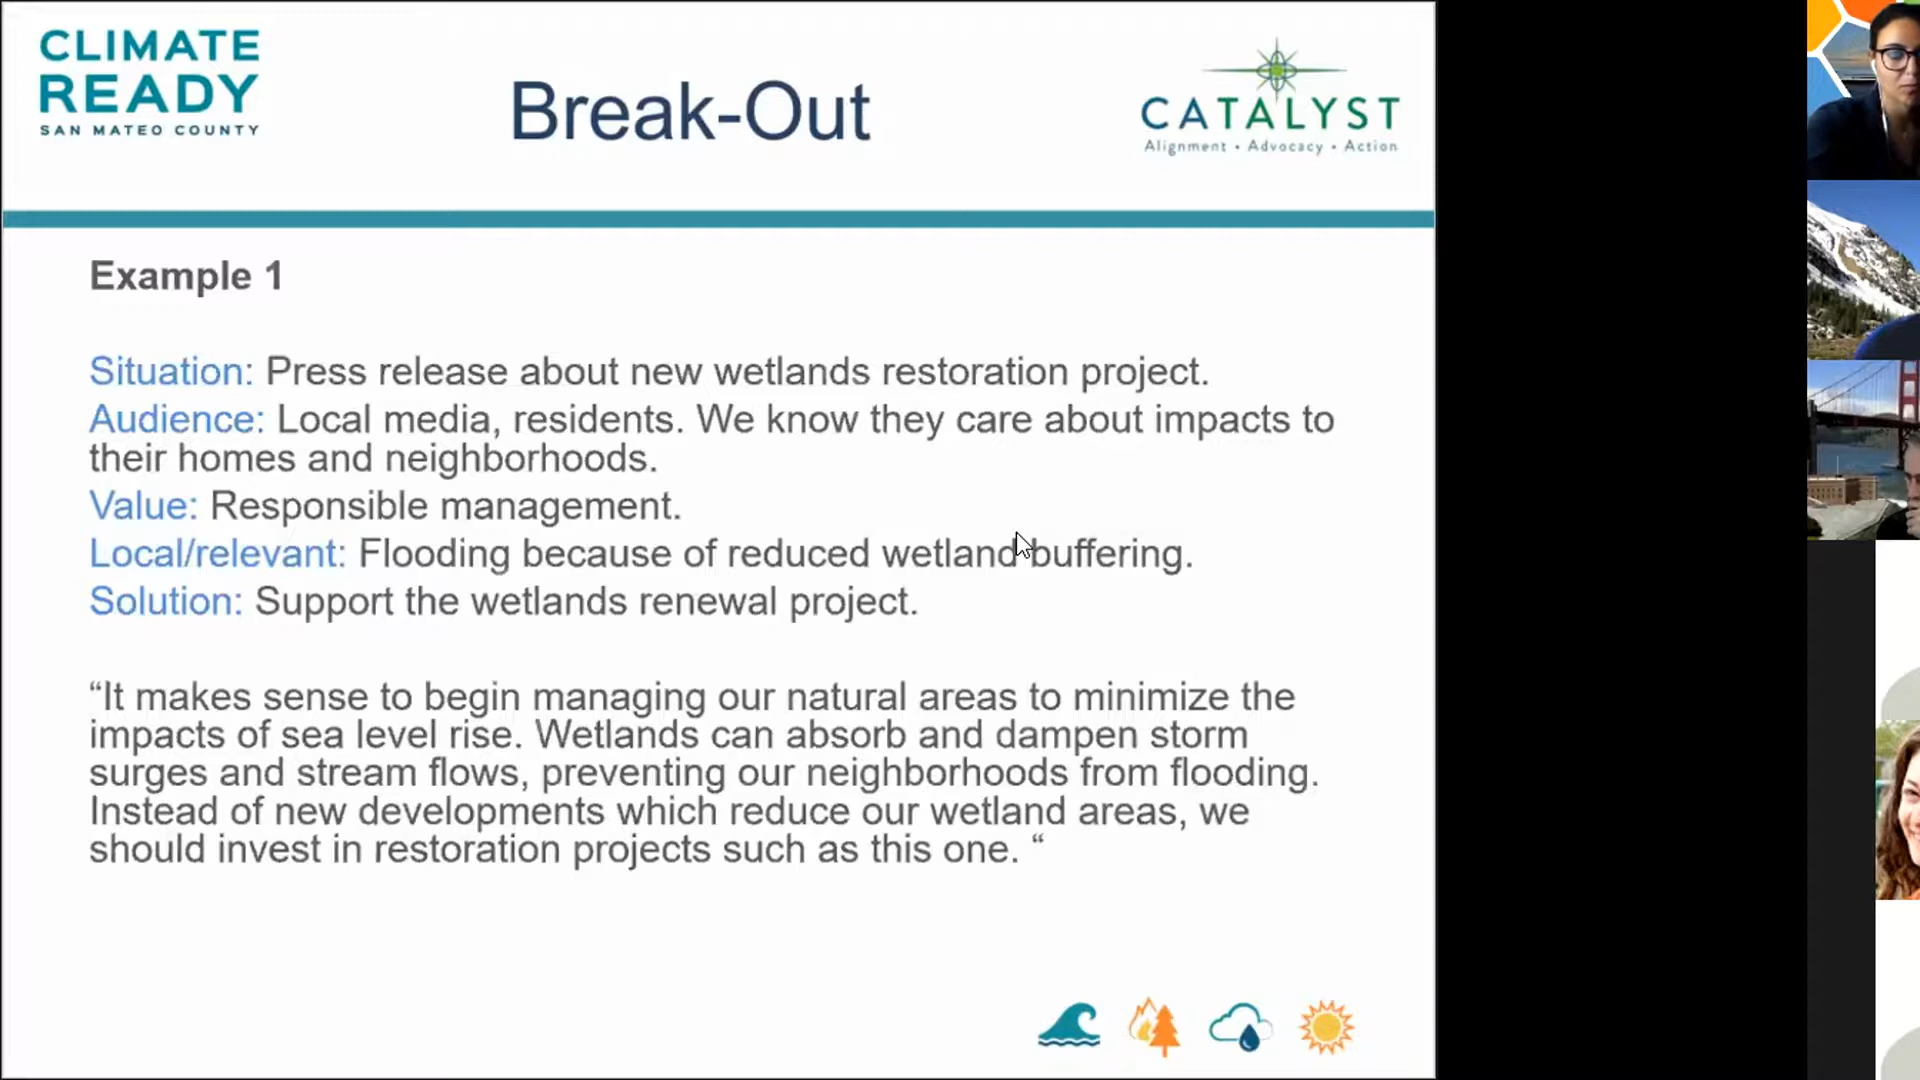 CLIMATE
READY
SAN MATEO COUNTY
Break-Out
CATALYST
Alignment • Advocacy • Action
Example 1
Situation: Press release about new wetlands restoration project.
Audience: Local media, residents. We know they care about impacts to
their homes and neighborhoods.
Value: Responsible management.
Local/relevant: Flooding because of reduced wetland buffering.
Solution: Support the wetlands renewal project.
“It makes sense to begin managing our natural areas to minimize the
impacts of sea level rise. Wetlands can absorb and dampen storm
surges and stream flows, preventing our neighborhoods from flooding.
Instead of new developments which reduce our wetland areas, we
should invest in restoration projects such as this one. “